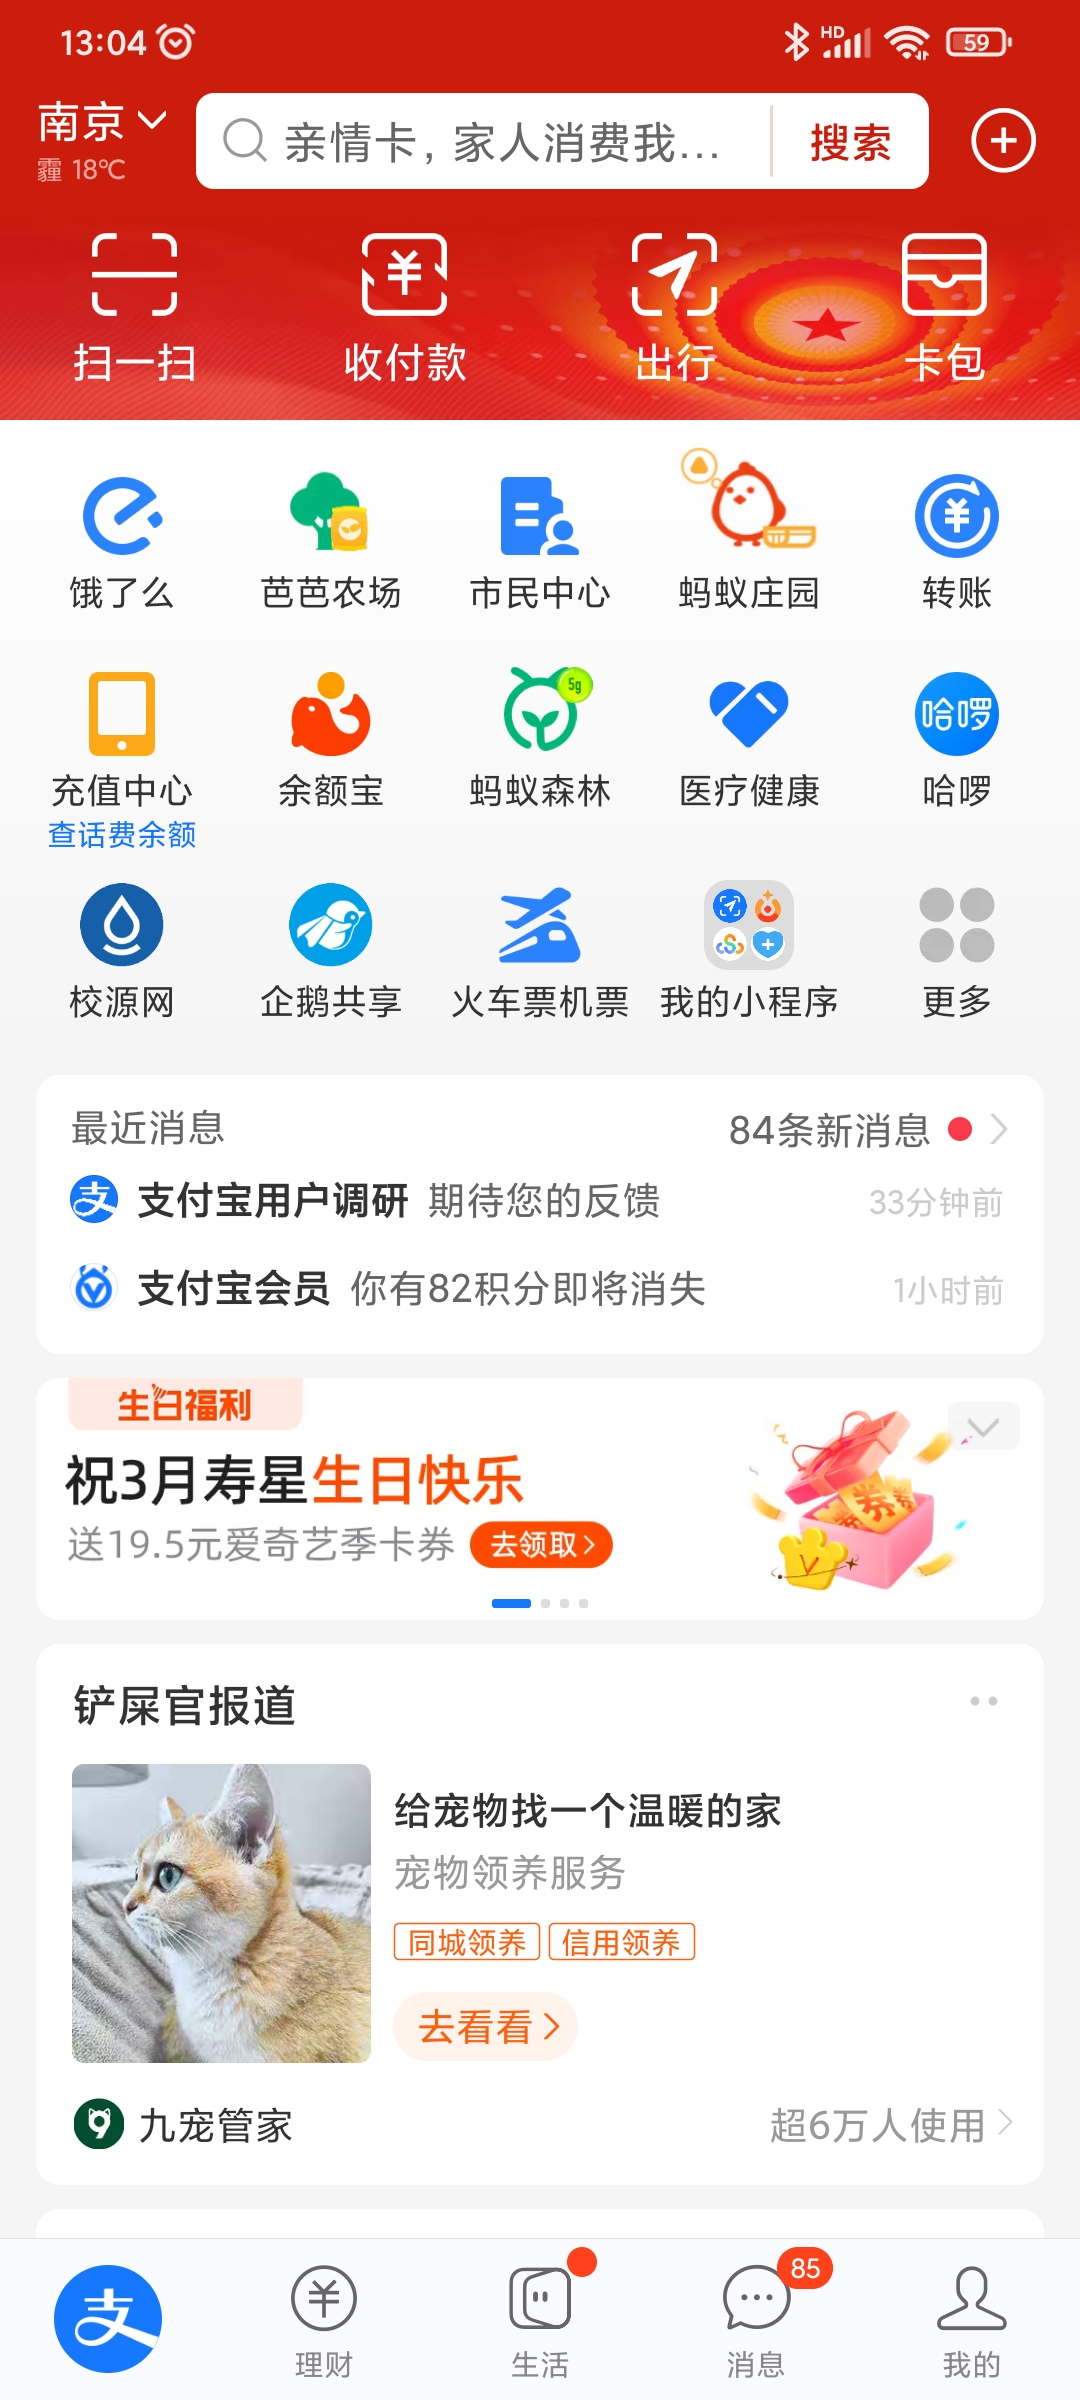 13:04
HD
59
南京
霾 18℃
亲情卡，家人消费我...
搜索
扫一扫
收付款
出行
卡包
饿了么
芭芭农场
市民中心
蚂蚁庄园
转账
5g
哈啰
充值中心
余额宝
蚂蚁森林
医疗健康
哈啰
查话费余额
校源网
企鹅共享
火车票机票
我的小程序
更多
最近消息
84条新消息
支付宝用户调研 期待您的反馈
33分钟前
支付宝会员 你有82积分即将消失
1小时前
生日福利
祝3月寿星生日快乐
送19.5元爱奇艺季卡券
去领取
券
券
铲屎官报道
给宠物找一个温暖的家
宠物领养服务
同城领养
信用领养
去看看
九宠管家
超6万人使用
支
理财
生活
85
消息
我的